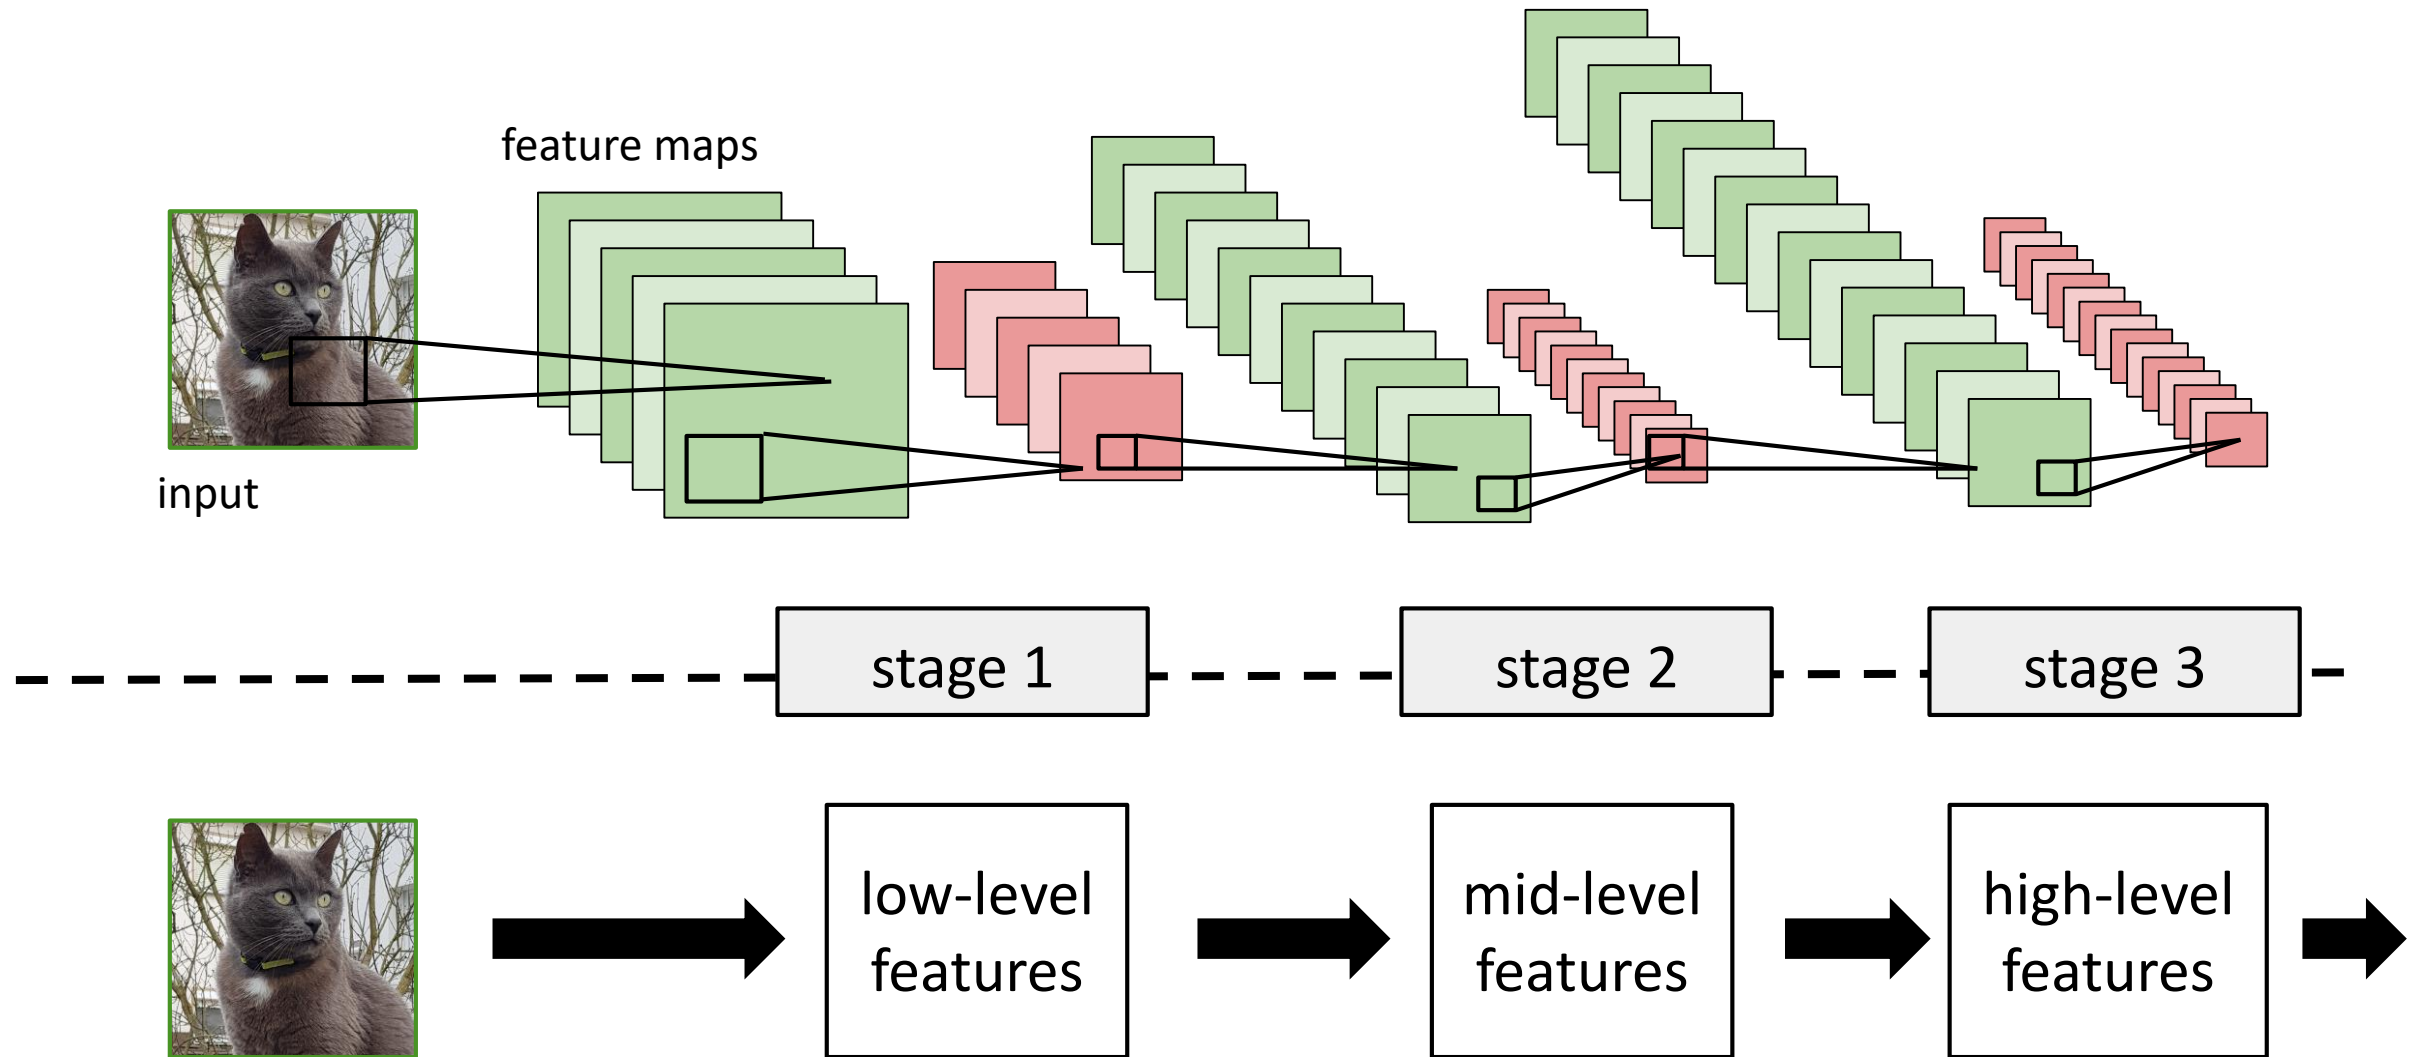 feature maps
input
stage 1
stage 2
stage 3
low-level
features
mid-level
features
high-level
features